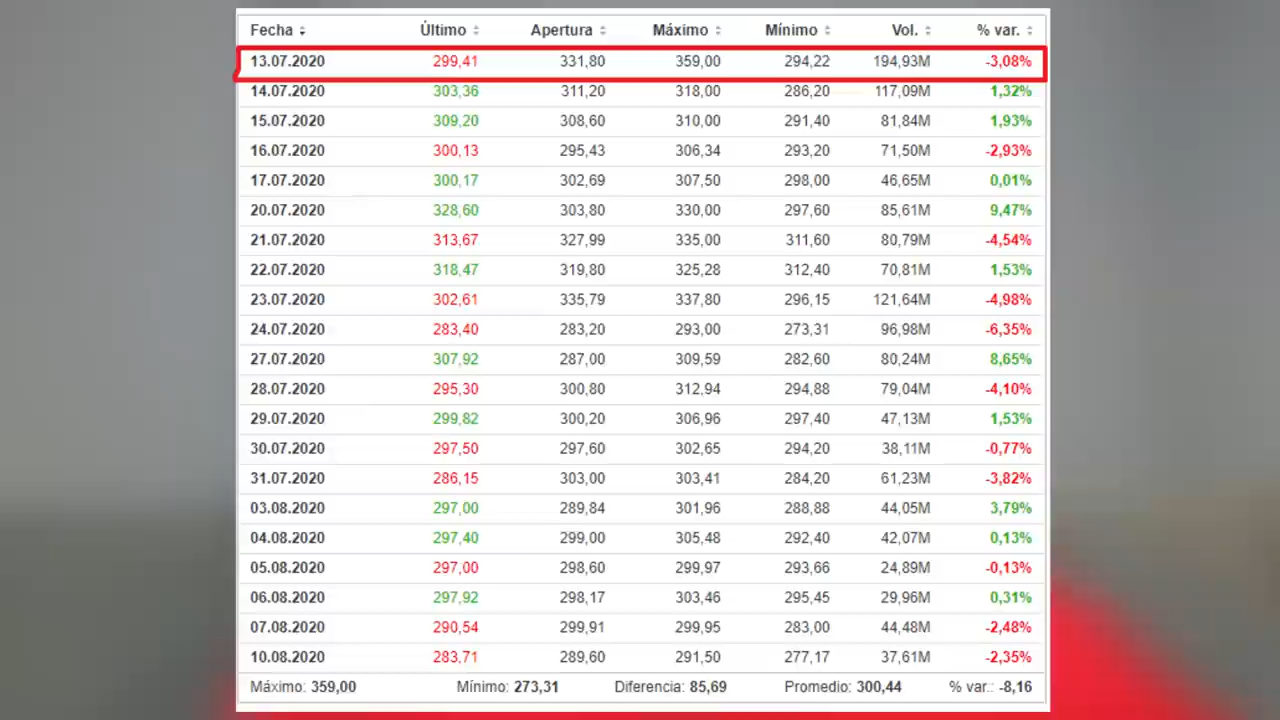 Fecha Último Apertura Máximo Mínimo Vol. % var.
13.07.2020 299,41 331,80 359,00 294,22 194,93M -3,08%
14.07.2020 303,36 311,20 318,00 286,20 117,09M 1,32%
15.07.2020 309,20 308,60 310,00 291,40 81,84M 1,93%
16.07.2020 300,13 295,43 306,34 293,20 71,50M -2,93%
17.07.2020 300,17 302,69 307,50 298,00 46,65M 0,01%
20.07.2020 328,60 303,80 330,00 297,60 85,61M 9,47%
21.07.2020 313,67 327,99 335,00 311,60 80,79M -4,54%
22.07.2020 318,47 319,80 325,28 312,40 70,81M 1,53%
23.07.2020 302,61 335,79 337,80 296,15 121,64M -4,98%
24.07.2020 283,40 283,20 293,00 273,31 96,98M -6,35%
27.07.2020 307,92 287,00 309,59 282,60 80,24M 8,65%
28.07.2020 295,30 300,80 312,94 294,88 79,04M -4,10%
29.07.2020 299,82 300,20 306,96 297,40 47,13M 1,53%
30.07.2020 297,50 297,60 302,65 294,20 38,11M -0,77%
31.07.2020 286,15 303,00 303,41 284,20 61,23M -3,82%
03.08.2020 297,00 289,84 301,96 288,88 44,05M 3,79%
04.08.2020 297,40 299,00 305,48 292,40 42,07M 0,13%
05.08.2020 297,00 298,60 299,97 293,66 24,89M -0,13%
06.08.2020 297,92 298,17 303,46 295,45 29,96M 0,31%
07.08.2020 290,54 299,91 299,95 283,00 44,48M -2,48%
10.08.2020 283,71 289,60 291,50 277,17 37,61M -2,35%
Máximo: 359,00 Mínimo: 273,31 Diferencia: 85,69 Promedio: 300,44 % var.: -8,16